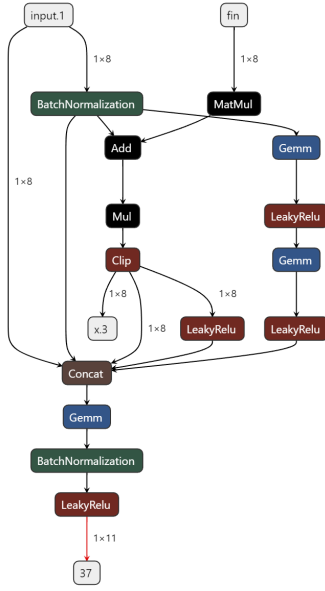 input.1
fin
1×8
1×8
BatchNormalization
MatMul
Add
Gemm
1×8
Mul
LeakyRelu
Clip
Gemm
1×8
1×8
x.3
1×8
LeakyRelu
LeakyRelu
Concat
Gemm
BatchNormalization
LeakyRelu
1×11
37